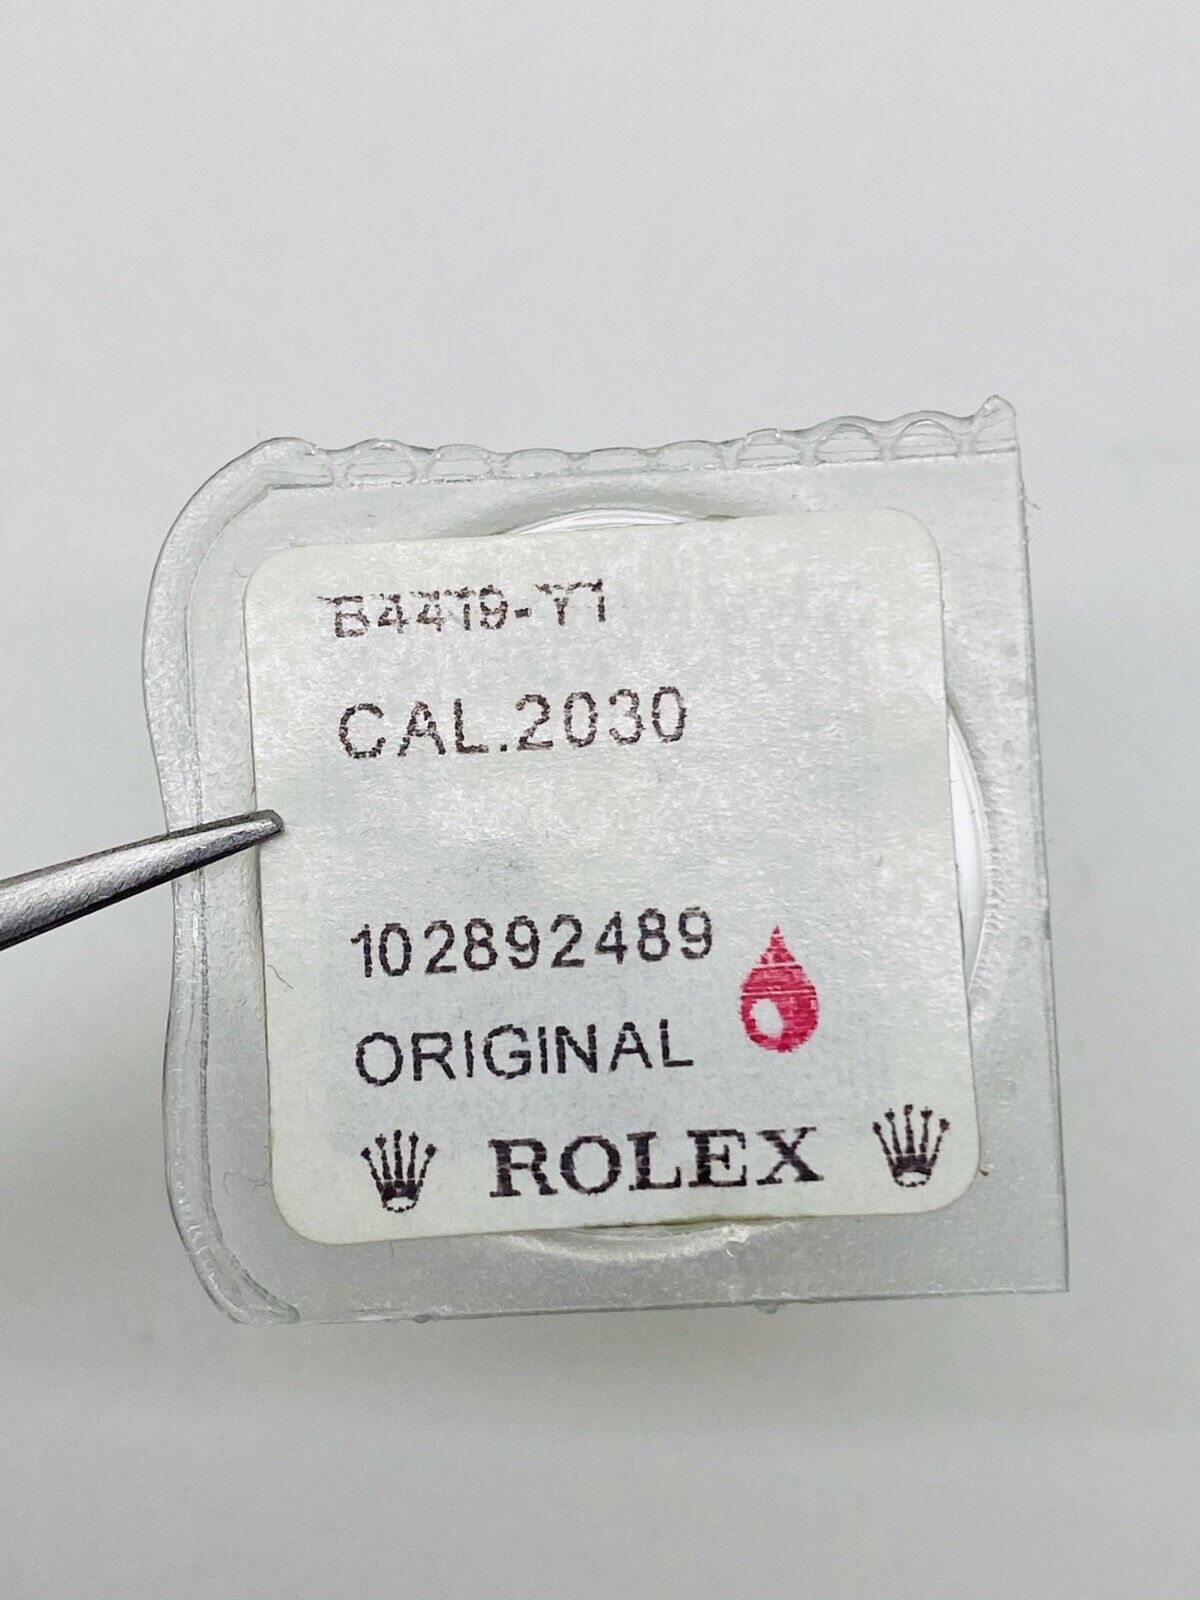 B4419-Y1
CAL.2030
102892489
ORIGINAL
ROLEX